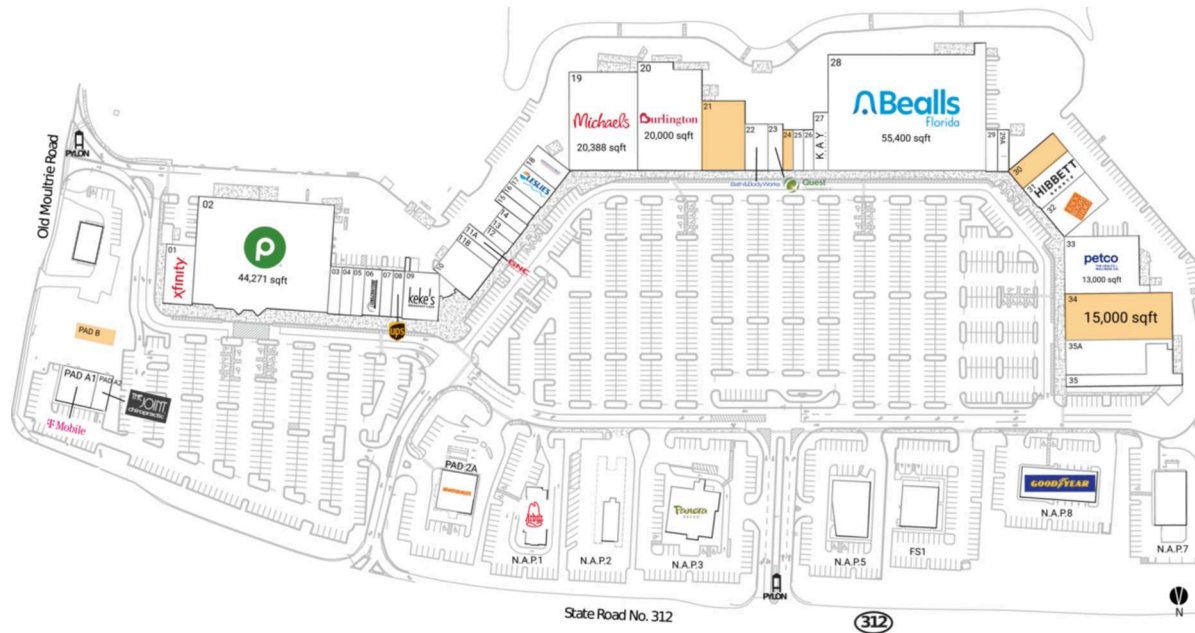 28
Bealls
Florida
55,400 sqft
19
Michaels
20,388 sqft
20
Burlington
20,000 sqft
21
22
23
24
25
26
27
KAY
29
29A
Bath & Body Works
Quest
30
31
HIBBETT
32
33
petco
13,000 sqft
34
15,000 sqft
35A
35
18
LESLIE'S
17
16
15
14
13
12
11A
11B
GNC
10
Old Moultrie Road
PYLON
01
xfinity
02
44,271 sqft
03
04
05
06
07
08
09
keke's
ups
PAD B
PAD A1
PAD A2
THE JOINT
chiropractic
T Mobile
PAD 2A
N.A.P.1
N.A.P.2
Panera
N.A.P.3
N.A.P.5
FS1
GOODYEAR
N.A.P.8
N.A.P.7
PYLON
State Road No. 312
312
N